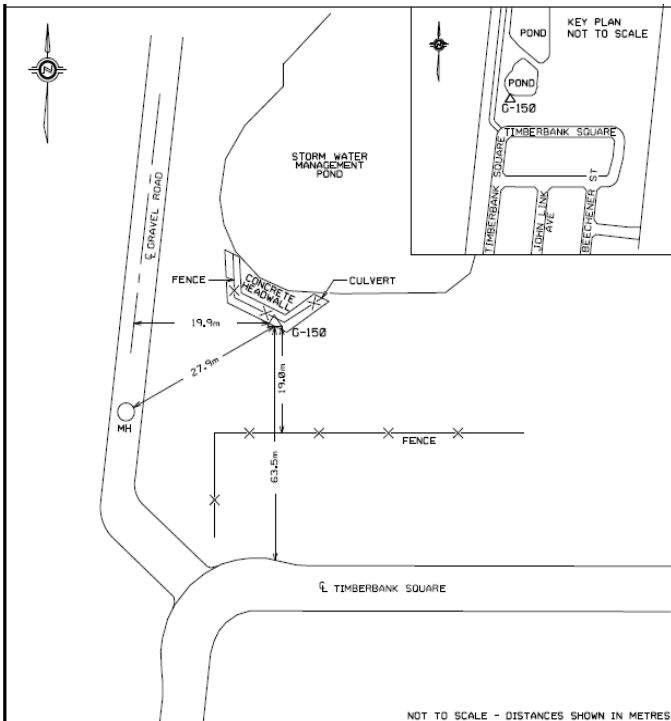 KEY PLAN
NOT TO SCALE
POND
POND
G-150
TIMBERBANK SQUARE
TIMBERBANK SQUARE
JOHN LINK
AVE
BEECHENER ST
N
STORM WATER
MANAGEMENT
POND
℄ GRAVEL ROAD
FENCE
CONCRETE
HEADWALL
CULVERT
19.9m
G-150
27.9m
19.0m
MH
FENCE
63.5m
℄ TIMBERBANK SQUARE
NOT TO SCALE - DISTANCES SHOWN IN METRES